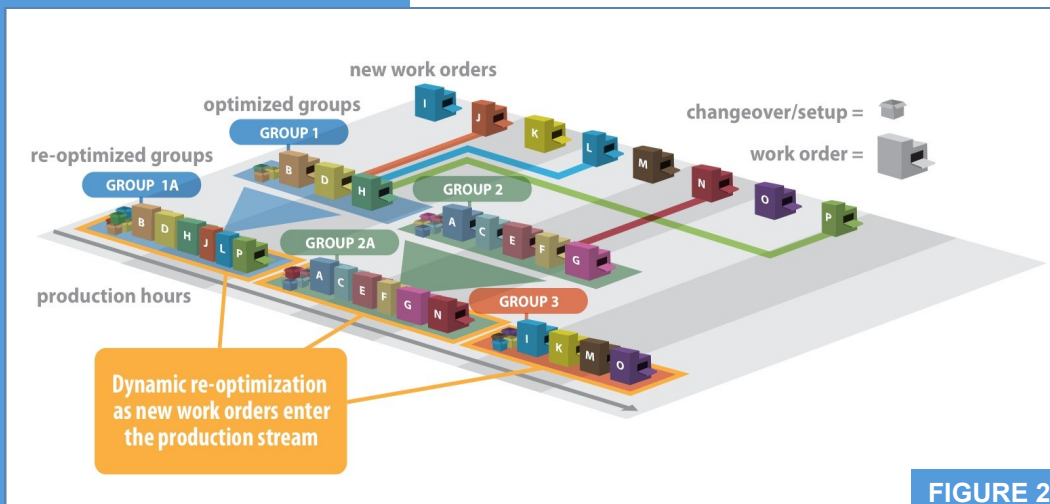 new work orders
I
J
K
L
M
N
O
P
changeover/setup =
work order =
optimized groups
GROUP 1
B
D
H
GROUP 2
A
C
E
F
G
re-optimized groups
GROUP 1A
B
D
H
J
L
P
GROUP 2A
A
C
E
F
G
N
GROUP 3
I
K
M
O
production hours
Dynamic re-optimization
as new work orders enter
the production stream
FIGURE 2